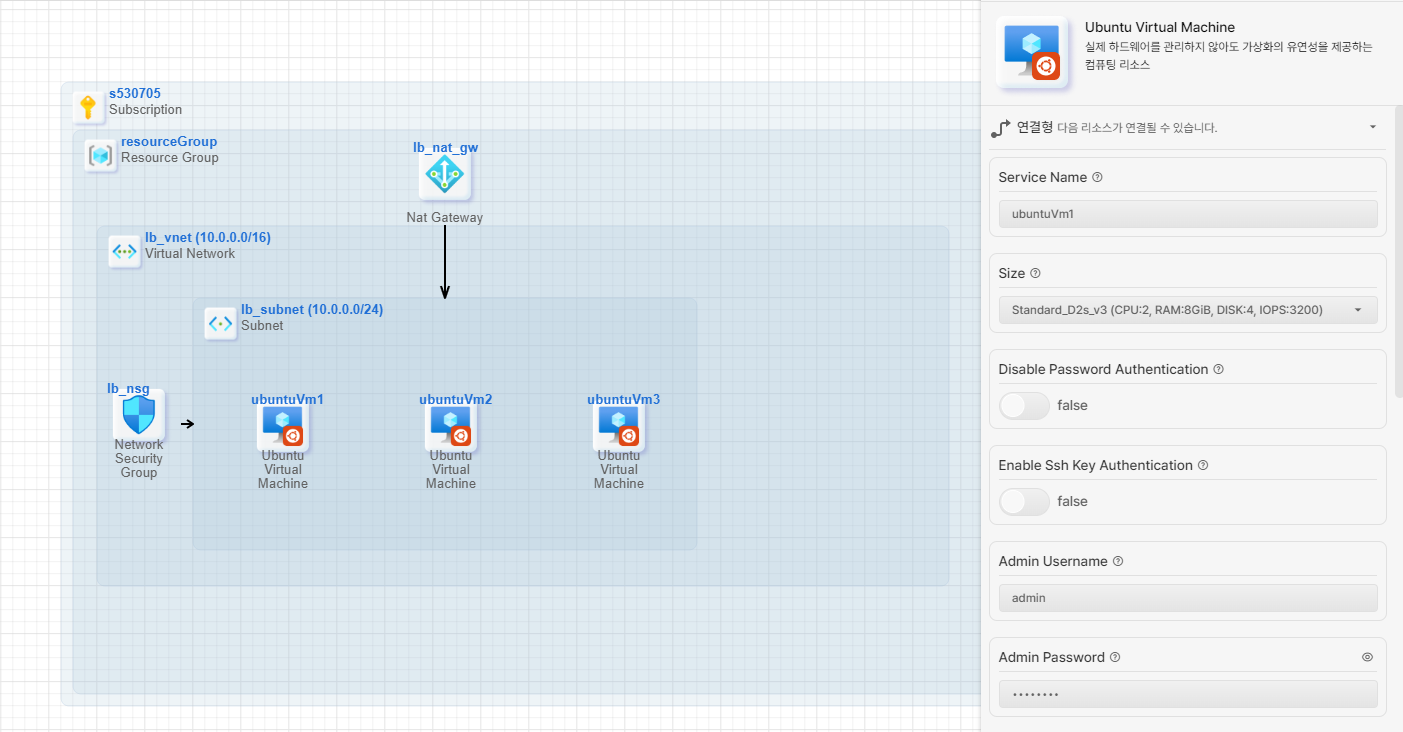 s530705
Subscription
resourceGroup
Resource Group
lb_nat_gw
Nat Gateway
lb_vnet (10.0.0.0/16)
Virtual Network
lb_subnet (10.0.0.0/24)
Subnet
lb_nsg
Network
Security
Group
ubuntuVm1
Ubuntu
Virtual
Machine
ubuntuVm2
Ubuntu
Virtual
Machine
ubuntuVm3
Ubuntu
Virtual
Machine
Ubuntu Virtual Machine
실제 하드웨어를 관리하지 않아도 가상화의 유연성을 제공하는
컴퓨팅 리소스
연결형 다음 리소스가 연결될 수 있습니다.
Service Name
ubuntuVm1
Size
Standard_D2s_v3 (CPU:2, RAM:8GiB, DISK:4, IOPS:3200)
Disable Password Authentication
false
Enable Ssh Key Authentication
false
Admin Username
admin
Admin Password
••••••••